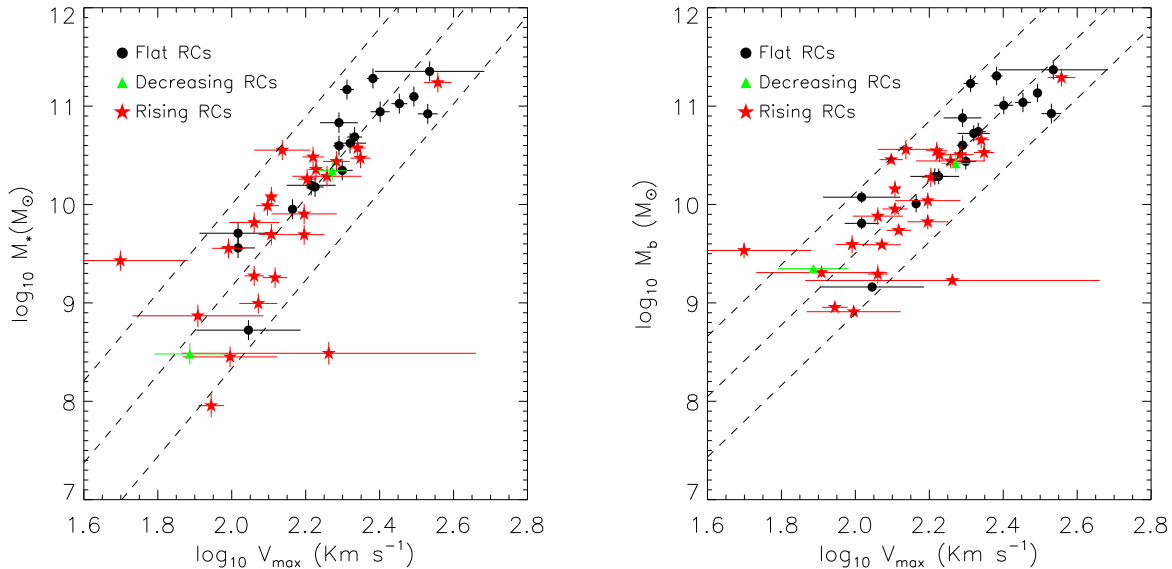 12
11
10
9
8
7
log₁₀ M* (M⊙)
Flat RCs
Decreasing RCs
Rising RCs
1.6 1.8 2.0 2.2 2.4 2.6 2.8
log₁₀ Vmax (Km s⁻¹)
12
11
10
9
8
7
log₁₀ Mb (M⊙)
Flat RCs
Decreasing RCs
Rising RCs
1.6 1.8 2.0 2.2 2.4 2.6 2.8
log₁₀ Vmax (Km s⁻¹)